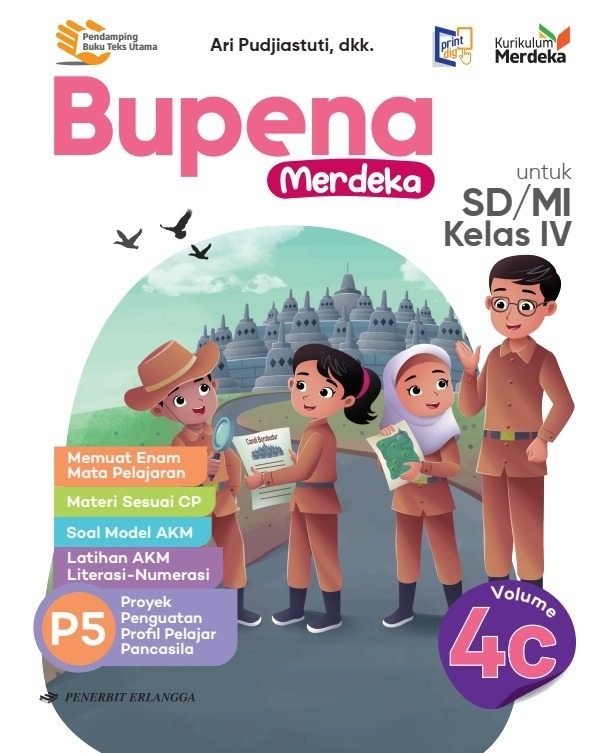 Pendamping
Buku Teks Utama
Ari Pudjiastuti, dkk.
print
dig
Kurikulum
Merdeka
Bupena
Merdeka
untuk
SD/MI
Kelas IV
Candi Borobudur
Memuat Enam
Mata Pelajaran
Materi Sesuai CP
Soal Model AKM
Latihan AKM
Literasi-Numerasi
P5
Proyek
Penguatan
Profil Pelajar
Pancasila
Volume
4C
PENERBIT ERLANGGA